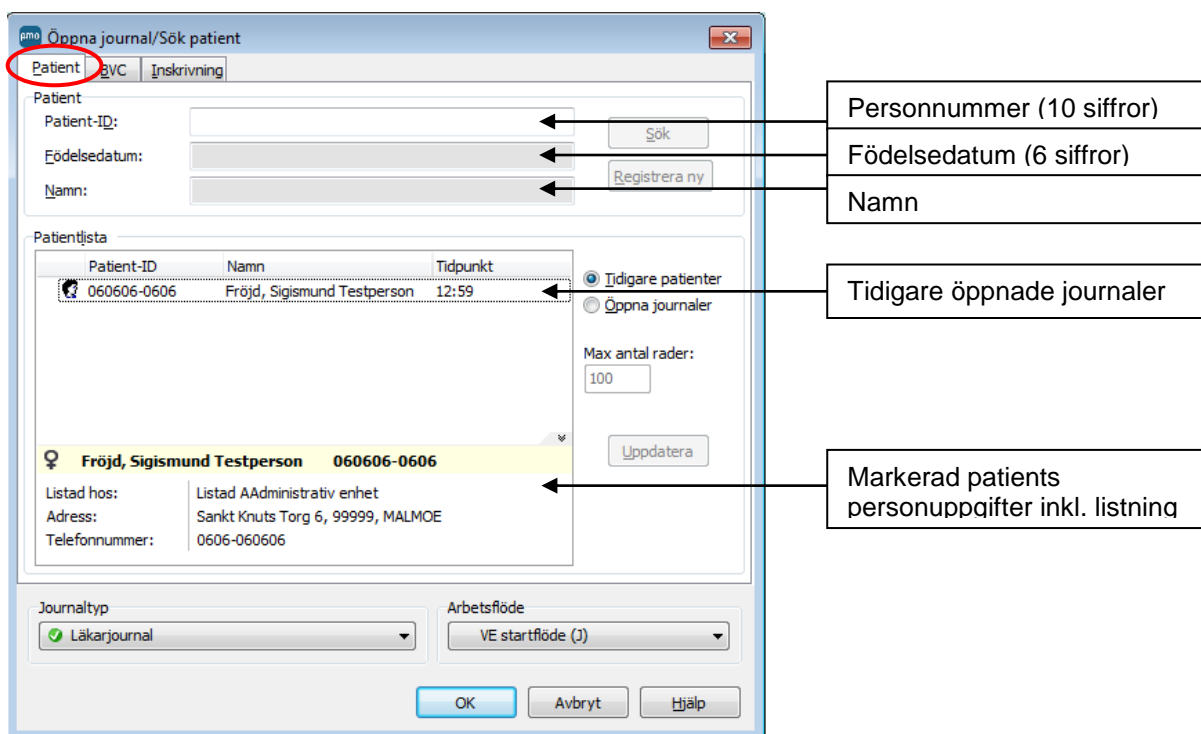 pmo Öppna journal/Sök patient
Patient BVC Inskrivning
Patient
Patient-ID:
Sök
Födelsedatum:
Registrera ny
Namn:
Personnummer (10 siffror)
Födelsedatum (6 siffror)
Namn
Patientlista
Patient-ID Namn Tidpunkt
060606-0606 Fröjd, Sigismund Testperson 12:59
Tidigare patienter
Öppna journaler
Tidigare öppnade journaler
Max antal rader:
100
Uppdatera
Fröjd, Sigismund Testperson 060606-0606
Listad hos: Listad AAdministrativ enhet
Adress: Sankt Knuts Torg 6, 99999, MALMOE
Telefonnummer: 0606-060606
Markerad patients
personuppgifter inkl. listning
Journaltyp
Läkarjournal
Arbetsflöde
VE startflöde (J)
OK Avbryt Hjälp